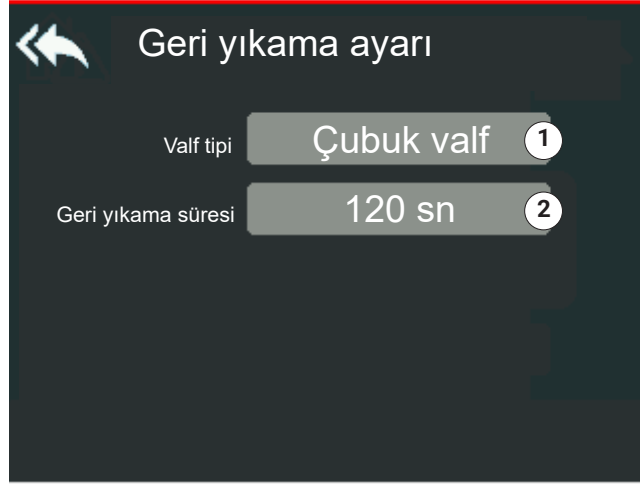 Geri yıkama ayarı
Valf tipi Çubuk valf 1
Geri yıkama süresi 120 sn 2